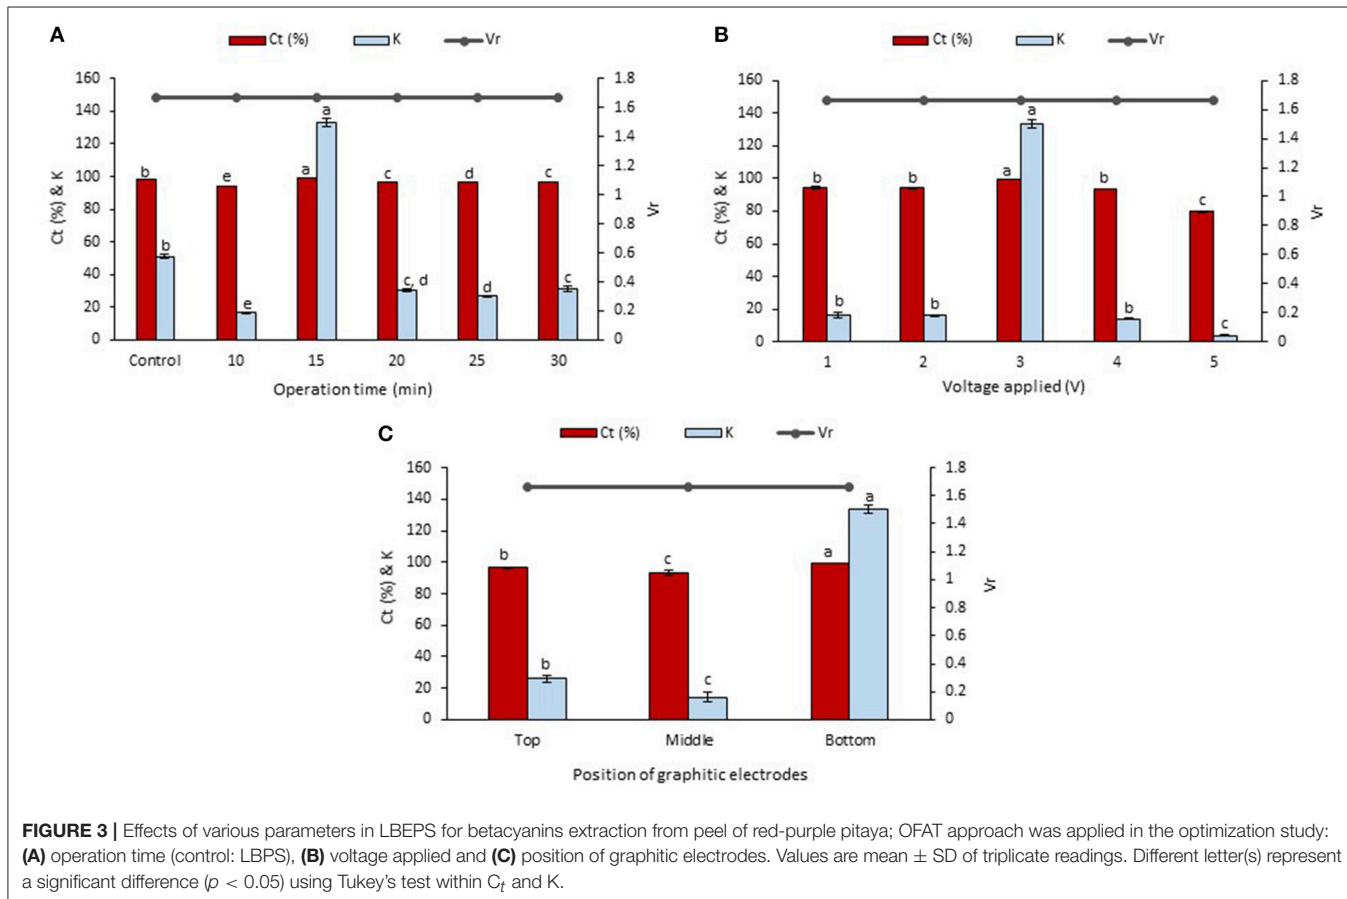 A
Ct (%) K Vr
160
140
120
100
80
60
40
20
0
Ct (%) & K
1.8
1.6
1.4
1.2
1
0.8
0.6
0.4
0.2
0
Vr
b e a c d c
b e a c, d d c
Control 10 15 20 25 30
Operation time (min)
B
Ct (%) K Vr
160
140
120
100
80
60
40
20
0
Ct (%) & K
1.8
1.6
1.4
1.2
1
0.8
0.6
0.4
0.2
0
Vr
b b a b c
b b a b c
1 2 3 4 5
Voltage applied (V)
C
Ct (%) K Vr
160
140
120
100
80
60
40
20
0
Ct (%) & K
1.8
1.6
1.4
1.2
1
0.8
0.6
0.4
0.2
0
Vr
b c a
b c a
Top Middle Bottom
Position of graphitic electrodes
FIGURE 3 | Effects of various parameters in LBEPS for betacyanins extraction from peel of red-purple pitaya; OFAT approach was applied in the optimization study:
(A) operation time (control: LBPS), (B) voltage applied and (C) position of graphitic electrodes. Values are mean ± SD of triplicate readings. Different letter(s) represent
a significant difference (p < 0.05) using Tukey's test within Ct and K.